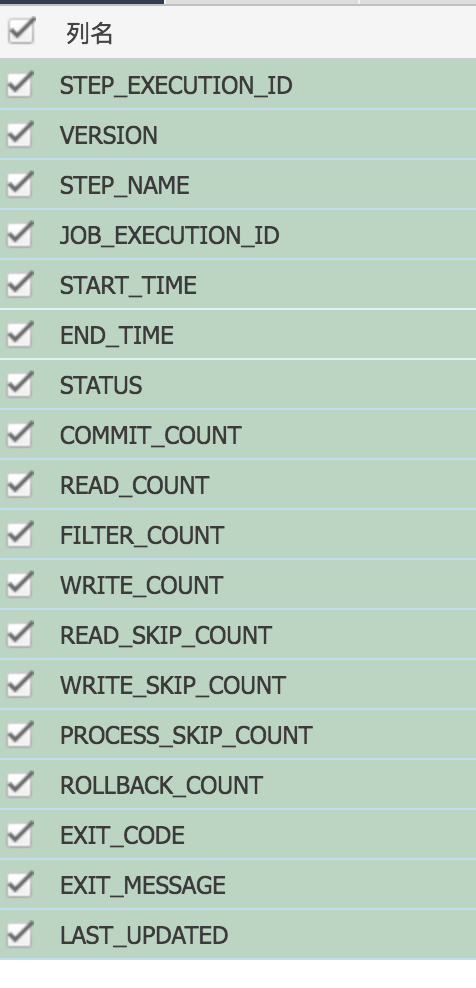 列名
STEP_EXECUTION_ID
VERSION
STEP_NAME
JOB_EXECUTION_ID
START_TIME
END_TIME
STATUS
COMMIT_COUNT
READ_COUNT
FILTER_COUNT
WRITE_COUNT
READ_SKIP_COUNT
WRITE_SKIP_COUNT
PROCESS_SKIP_COUNT
ROLLBACK_COUNT
EXIT_CODE
EXIT_MESSAGE
LAST_UPDATED